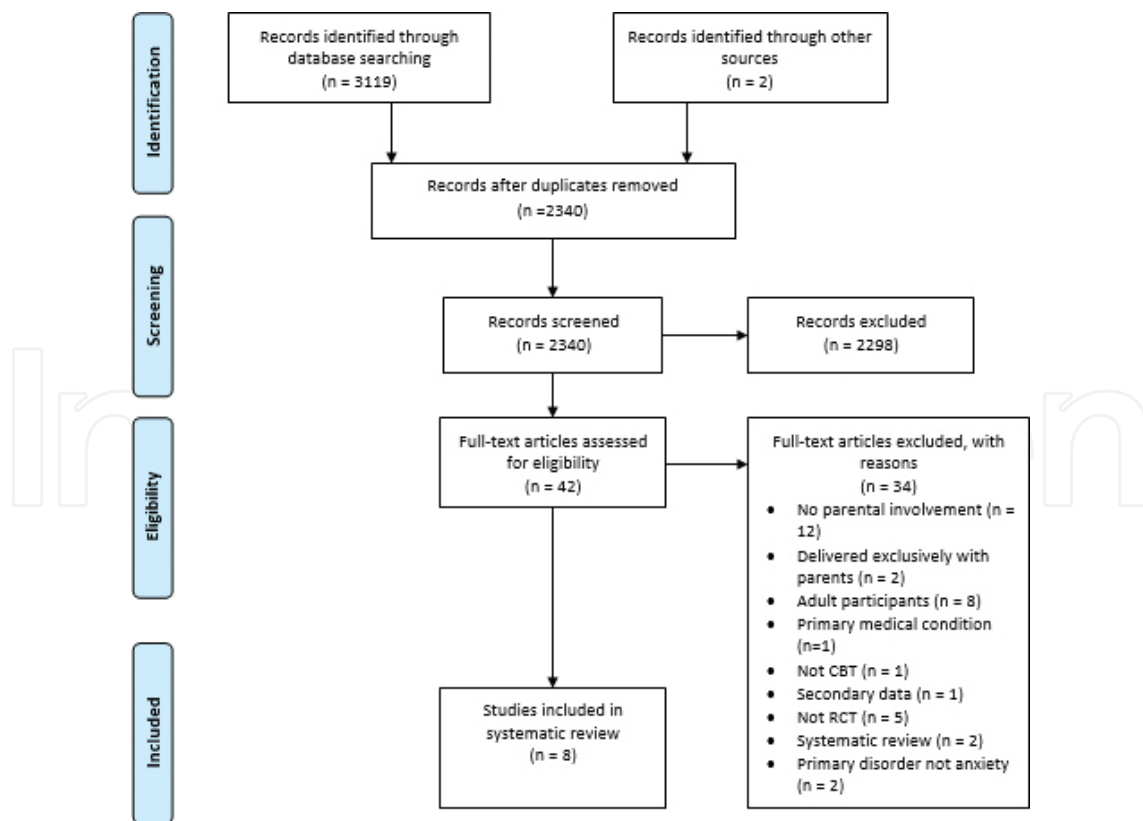 Identification
Records identified through
database searching
(n = 3119)
Records identified through other
sources
(n = 2)
Records after duplicates removed
(n =2340)
Screening
Records screened
(n = 2340)
Records excluded
(n = 2298)
Eligibility
Full-text articles assessed
for eligibility
(n = 42)
Full-text articles excluded, with
reasons
(n = 34)
• No parental involvement (n =
12)
• Delivered exclusively with
parents (n = 2)
• Adult participants (n = 8)
• Primary medical condition
(n=1)
• Not CBT (n = 1)
• Secondary data (n = 1)
• Not RCT (n = 5)
• Systematic review (n = 2)
• Primary disorder not anxiety
(n = 2)
Included
Studies included in
systematic review
(n = 8)